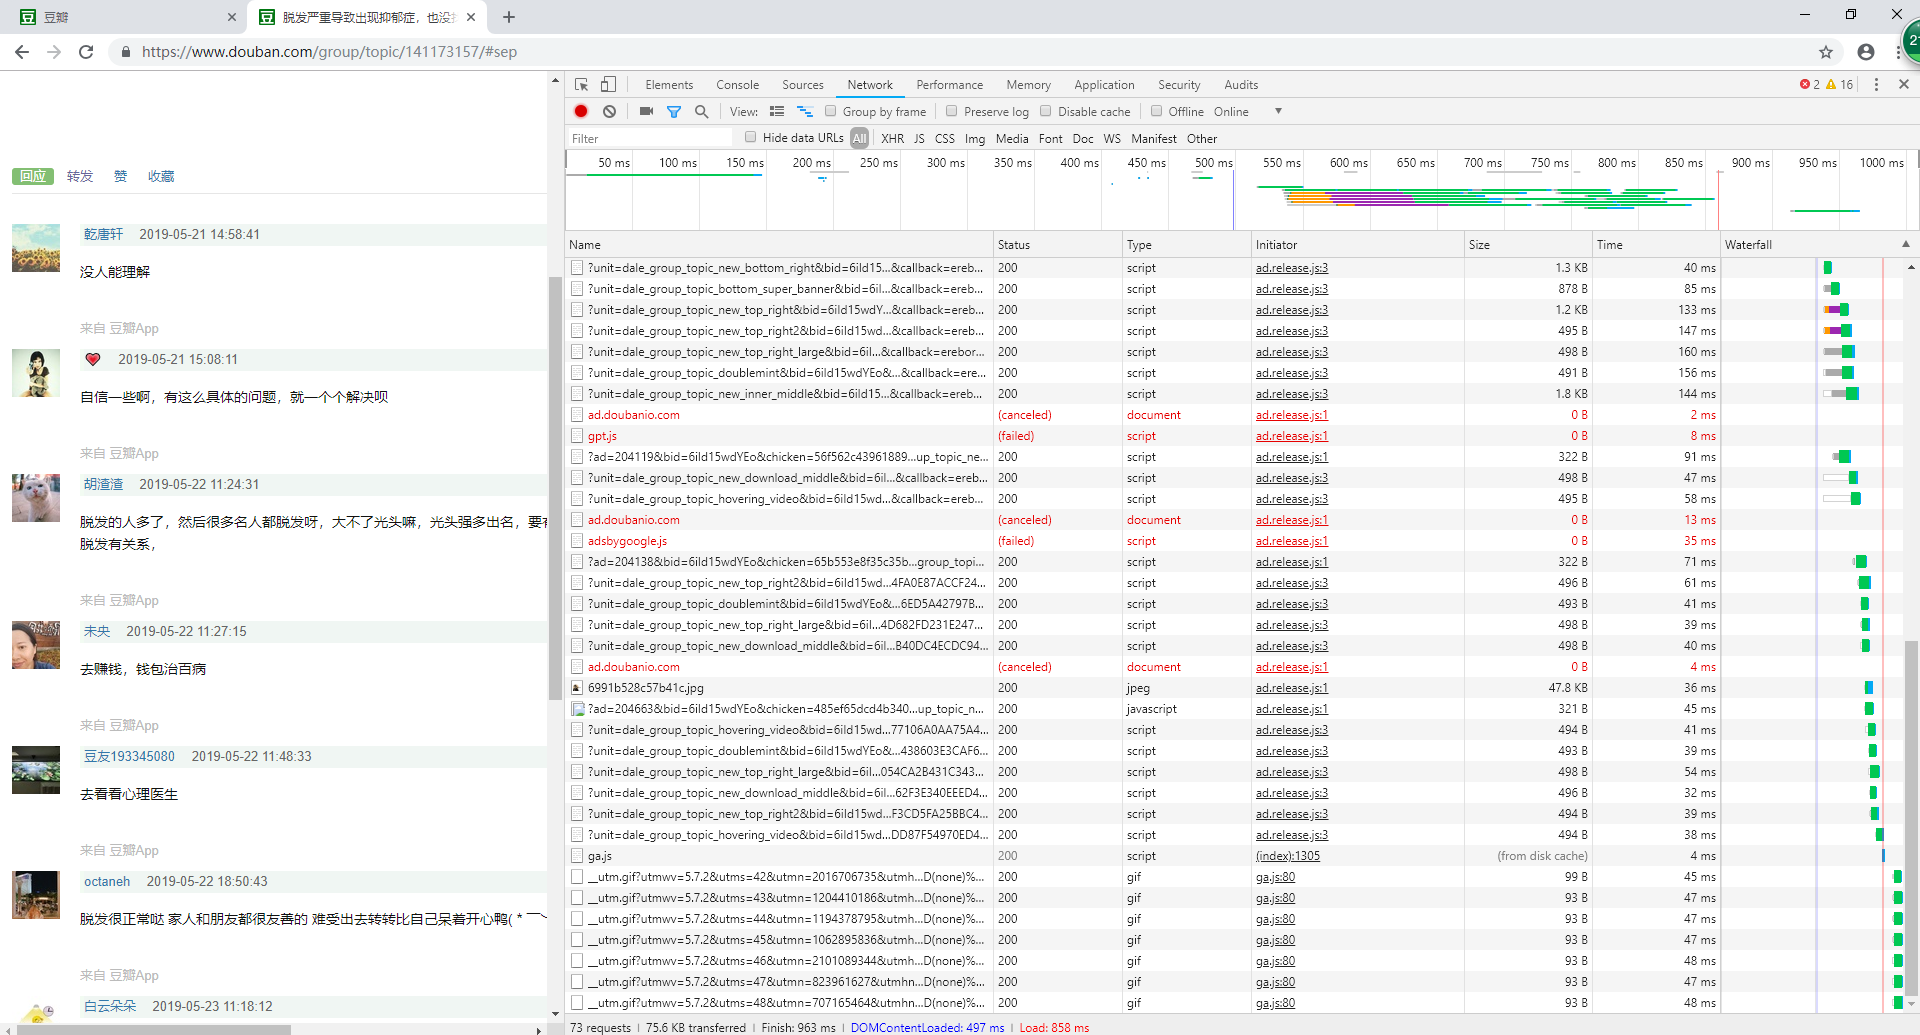 豆瓣
脱发严重导致出现抑郁症，也没
https://www.douban.com/group/topic/141173157/#sep
21
回应 转发 赞 收藏
乾唐轩 2019-05-21 14:58:41
没人能理解
来自 豆瓣App
2019-05-21 15:08:11
自信一些啊，有这么具体的问题，就一个个解决呗
来自 豆瓣App
胡渣渣 2019-05-22 11:24:31
脱发的人多了，然后很多名人都脱发呀，大不了光头嘛，光头强多出名，要
脱发有关系，
来自 豆瓣App
未央 2019-05-22 11:27:15
去赚钱，钱包治百病
来自 豆瓣App
豆友193345080 2019-05-22 11:48:33
去看看心理医生
来自 豆瓣App
octaneh 2019-05-22 18:50:43
脱发很正常哒 家人和朋友都很友善的 难受出去转转比自己呆着开心鸭( *
来自 豆瓣App
白云朵朵 2019-05-23 11:18:12
Elements Console Sources Network Performance Memory Application Security Audits 2 16
View: Group by frame Preserve log Disable cache Offline Online
Filter Hide data URLs All XHR JS CSS Img Media Font Doc WS Manifest Other
50 ms 100 ms 150 ms 200 ms 250 ms 300 ms 350 ms 400 ms 450 ms 500 ms 550 ms 600 ms 650 ms 700 ms 750 ms 800 ms 850 ms 900 ms 950 ms 1000 ms
Name Status Type Initiator Size Time Waterfall
?unit=dale_group_topic_new_bottom_right&bid=6ild15...&callback=ereb... 200 script ad.release.js:3 1.3 KB 40 ms
?unit=dale_group_topic_bottom_super_banner&bid=6il...&callback=ereb... 200 script ad.release.js:3 878 B 85 ms
?unit=dale_group_topic_new_top_right&bid=6ild15wdY...&callback=ereb... 200 script ad.release.js:3 1.2 KB 133 ms
?unit=dale_group_topic_new_top_right2&bid=6ild15wd...&callback=ereb... 200 script ad.release.js:3 495 B 147 ms
?unit=dale_group_topic_new_top_right_large&bid=6il...&callback=erebor... 200 script ad.release.js:3 498 B 160 ms
?unit=dale_group_topic_doublemint&bid=6ild15wdYEo&...&callback=ereb... 200 script ad.release.js:3 491 B 156 ms
?unit=dale_group_topic_new_inner_middle&bid=6ild15...&callback=ereb... 200 script ad.release.js:3 1.8 KB 144 ms
ad.doubanio.com (canceled) document ad.release.js:1 0 B 2 ms
gpt.js (failed) script ad.release.js:1 0 B 8 ms
?ad=204119&bid=6ild15wdYEo&chicken=56f562c43961889...up_topic_ne... 200 script ad.release.js:1 322 B 91 ms
?unit=dale_group_topic_new_download_middle&bid=6il...&callback=ereb... 200 script ad.release.js:3 498 B 47 ms
?unit=dale_group_topic_hovering_video&bid=6ild15wd...&callback=ereb... 200 script ad.release.js:3 495 B 58 ms
ad.doubanio.com (canceled) document ad.release.js:1 0 B 13 ms
adsbygoogle.js (failed) script ad.release.js:1 0 B 35 ms
?ad=204138&bid=6ild15wdYEo&chicken=65b553e8f35c35b...group_topi... 200 script ad.release.js:1 322 B 71 ms
?unit=dale_group_topic_new_top_right2&bid=6ild15wd...4FA0E87ACCF24... 200 script ad.release.js:3 496 B 61 ms
?unit=dale_group_topic_doublemint&bid=6ild15wdYEo&...6ED5A42797B... 200 script ad.release.js:3 493 B 41 ms
?unit=dale_group_topic_new_top_right_large&bid=6il...4D682FD231E247... 200 script ad.release.js:3 498 B 39 ms
?unit=dale_group_topic_new_download_middle&bid=6il...B40DC4ECDC94... 200 script ad.release.js:3 498 B 40 ms
ad.doubanio.com (canceled) document ad.release.js:1 0 B 4 ms
6991b528c57b41c.jpg 200 jpeg ad.release.js:1 47.8 KB 36 ms
?ad=204663&bid=6ild15wdYEo&chicken=485ef65dcd4b340...up_topic_n... 200 javascript ad.release.js:1 321 B 45 ms
?unit=dale_group_topic_hovering_video&bid=6ild15wd...77106A0AA75A4... 200 script ad.release.js:3 494 B 41 ms
?unit=dale_group_topic_doublemint&bid=6ild15wdYEo&...438603E3CAF6... 200 script ad.release.js:3 493 B 39 ms
?unit=dale_group_topic_new_top_right_large&bid=6il...054CA2B431C343... 200 script ad.release.js:3 498 B 54 ms
?unit=dale_group_topic_new_download_middle&bid=6il...62F3E340EEED4... 200 script ad.release.js:3 496 B 32 ms
?unit=dale_group_topic_new_top_right2&bid=6ild15wd...F3CD5FA25BBC4... 200 script ad.release.js:3 494 B 39 ms
?unit=dale_group_topic_hovering_video&bid=6ild15wd...DD87F54970ED4... 200 script ad.release.js:3 494 B 38 ms
ga.js 200 script (index):1305 (from disk cache) 4 ms
__utm.gif?utmwv=5.7.2&utms=42&utmn=2016706735&utmh...D(none)%... 200 gif ga.js:80 99 B 45 ms
__utm.gif?utmwv=5.7.2&utms=43&utmn=1204410186&utmh...D(none)%... 200 gif ga.js:80 93 B 47 ms
__utm.gif?utmwv=5.7.2&utms=44&utmn=1194378795&utmh...D(none)%... 200 gif ga.js:80 93 B 47 ms
__utm.gif?utmwv=5.7.2&utms=45&utmn=1062895836&utmh...D(none)%... 200 gif ga.js:80 93 B 47 ms
__utm.gif?utmwv=5.7.2&utms=46&utmn=2101089344&utmh...D(none)%... 200 gif ga.js:80 93 B 48 ms
__utm.gif?utmwv=5.7.2&utms=47&utmn=823961627&utmhn...D(none)%... 200 gif ga.js:80 93 B 47 ms
__utm.gif?utmwv=5.7.2&utms=48&utmn=707165464&utmhn...D(none)%... 200 gif ga.js:80 93 B 48 ms
73 requests | 75.6 KB transferred | Finish: 963 ms | DOMContentLoaded: 497 ms | Load: 858 ms